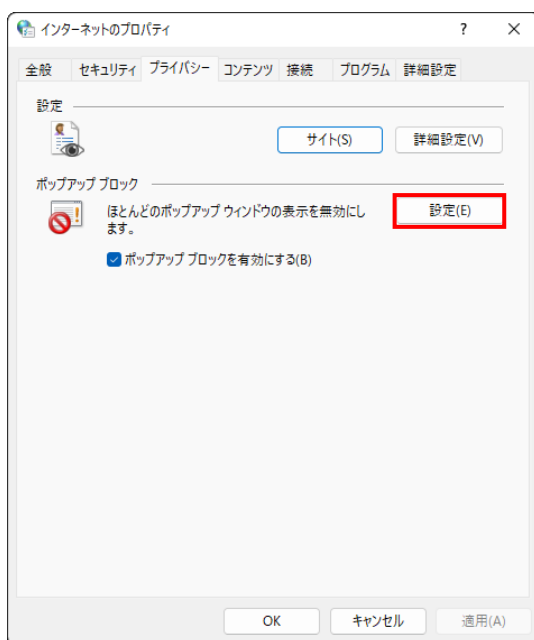 インターネットのプロパティ ? ×
全般 セキュリティ プライバシー コンテンツ 接続 プログラム 詳細設定
設定
サイト(S) 詳細設定(V)
ポップアップ ブロック
ほとんどのポップアップ ウィンドウの表示を無効にし 設定(E)
ます。
ポップアップ ブロックを有効にする(B)
OK キャンセル 適用(A)